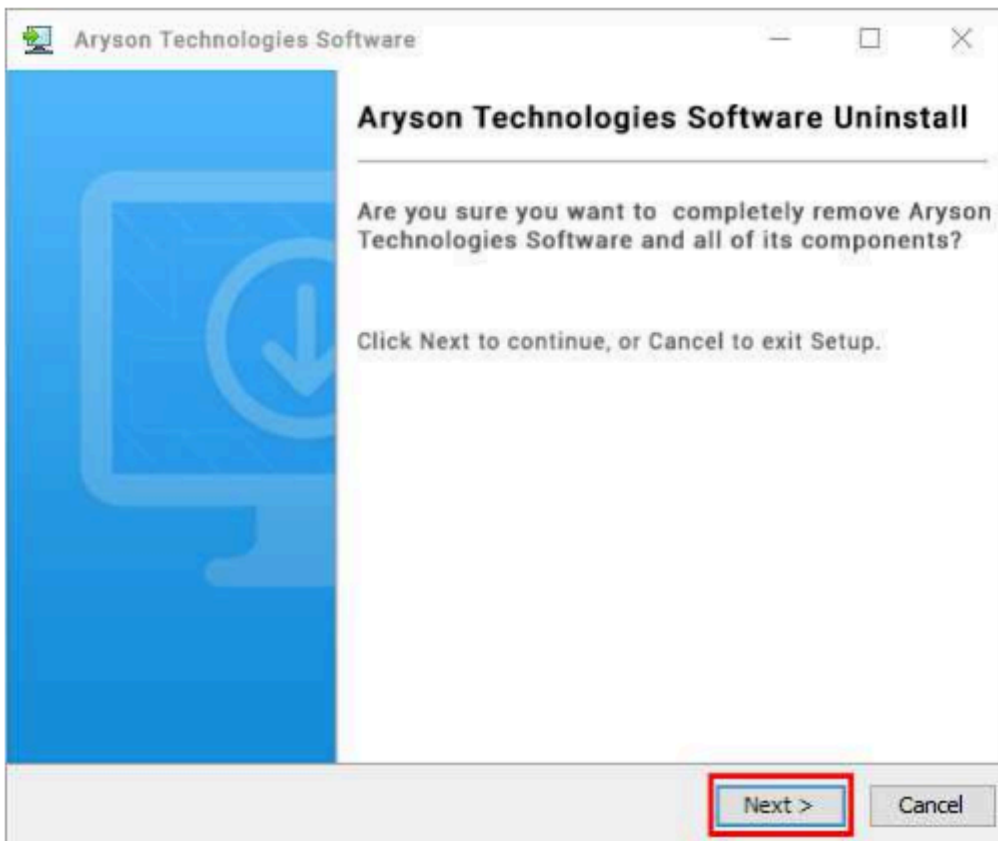 Aryson Technologies Software
Aryson Technologies Software Uninstall
Are you sure you want to  completely remove Aryson
Technologies Software and all of its components?
Click Next to continue, or Cancel to exit Setup.
Next >
Cancel